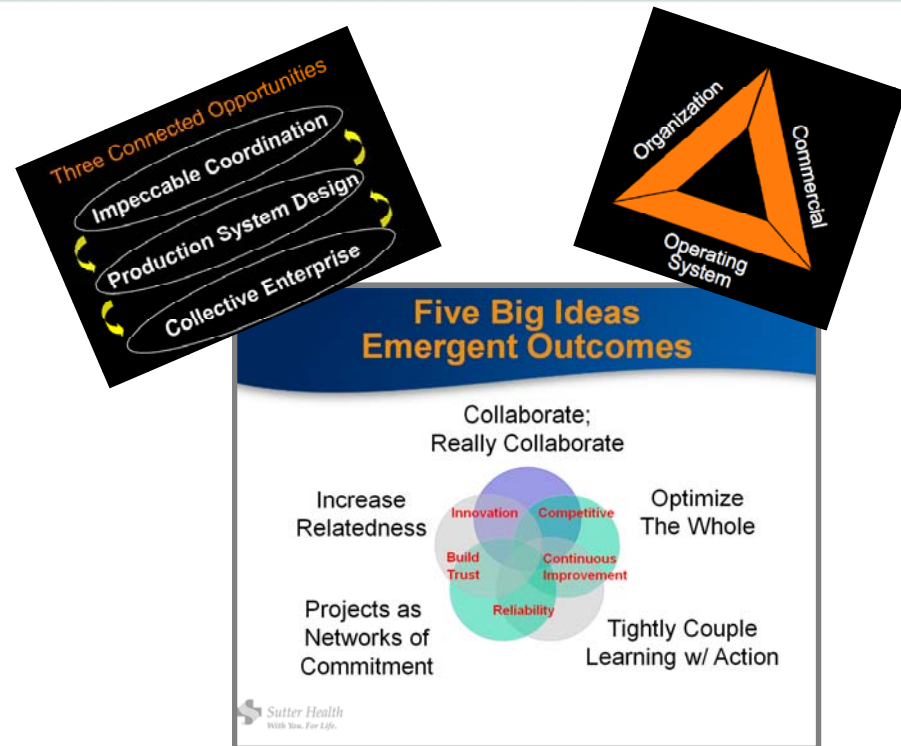 Three Connected Opportunities
Impeccable Coordination
Production System Design
Collective Enterprise
Organization
Commercial
Operating
System
Five Big Ideas
Emergent Outcomes
Collaborate;
Really Collaborate
Increase
Relatedness
Optimize
The Whole
Innovation
Competitive
Build
Trust
Continuous
Improvement
Reliability
Projects as
Networks of
Commitment
Tightly Couple
Learning w/ Action
Sutter Health
With You. For Life.